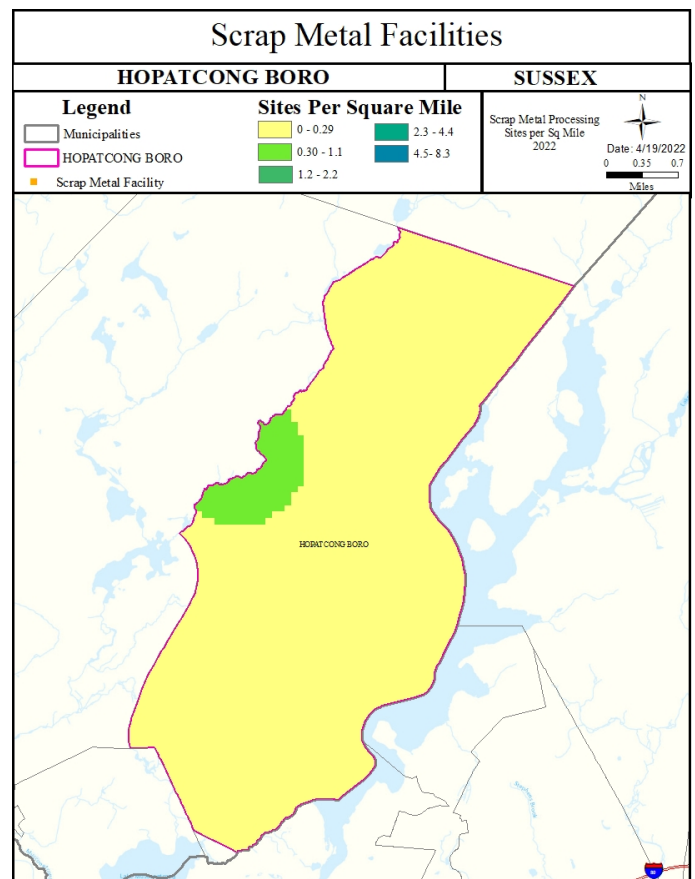 Scrap Metal Facilities
HOPATCONG BORO
SUSSEX
Legend
Municipalities
HOPATCONG BORO
Scrap Metal Facility
Sites Per Square Mile
0 - 0.29
0.30 - 1.1
1.2 - 2.2
2.3 - 4.4
4.5- 8.3
Scrap Metal Processing
Sites per Sq Mile
2022
N
Date: 4/19/2022
0 0.35 0.7
Miles
HOPATCONG BORO
80